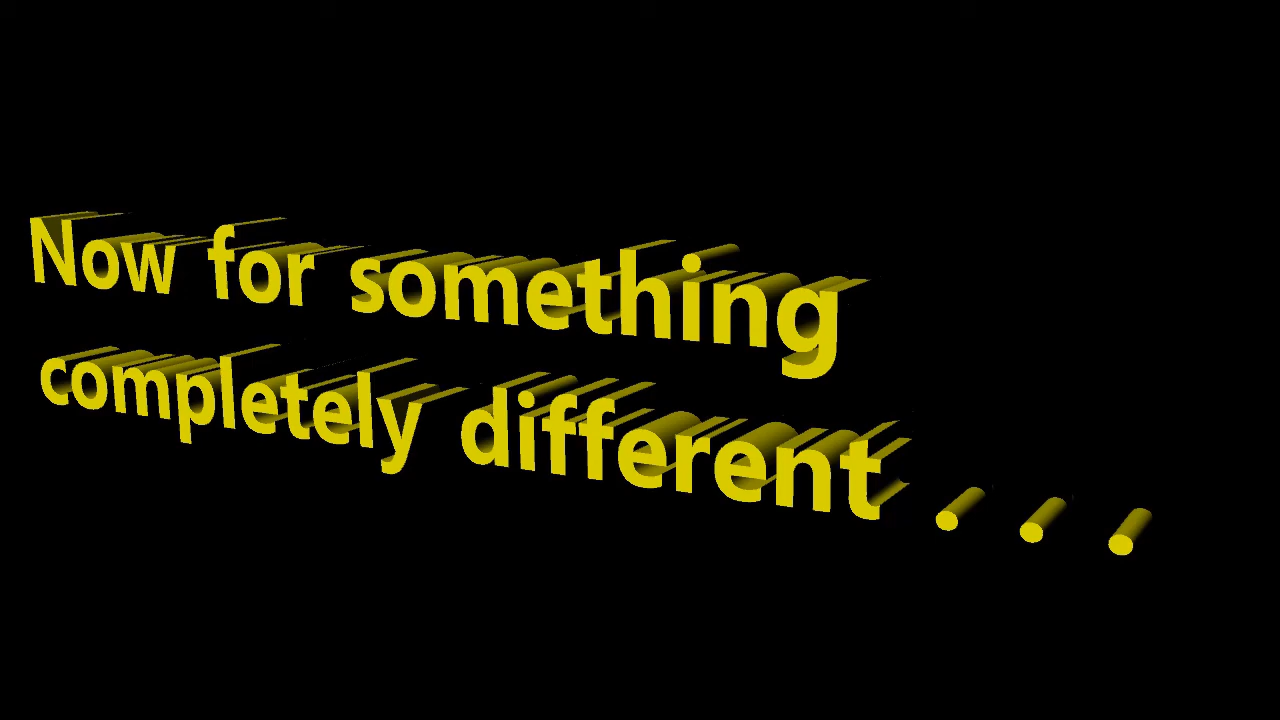 Now for something
completely different . . .